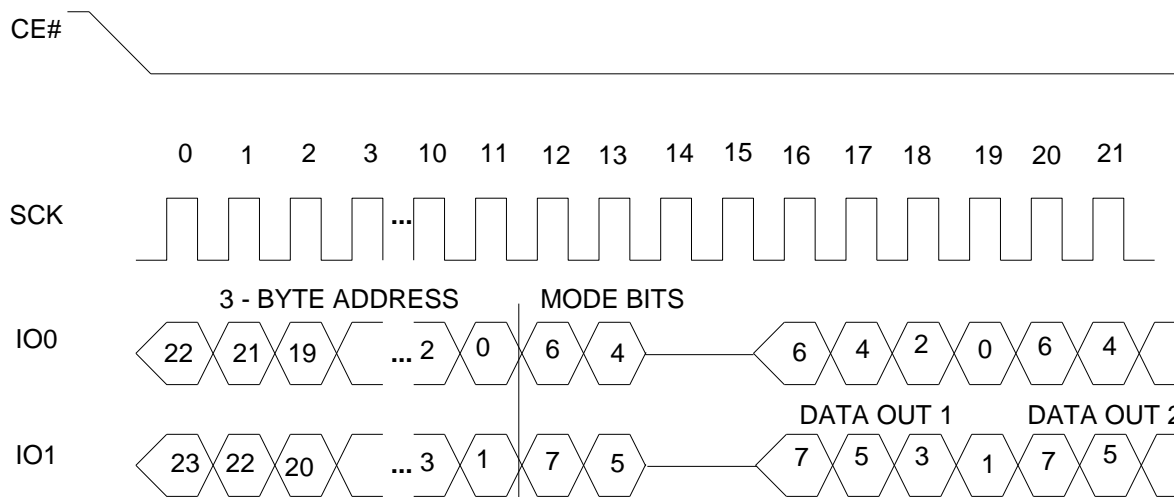 CE#
0 1 2 3 10 11 12 13 14 15 16 17 18 19 20 21
SCK
...
3 - BYTE ADDRESS MODE BITS
IO0 22 21 19 ... 2 0 6 4 6 4 2 0 6 4
DATA OUT 1 DATA OUT 2
IO1 23 22 20 ... 3 1 7 5 7 5 3 1 7 5